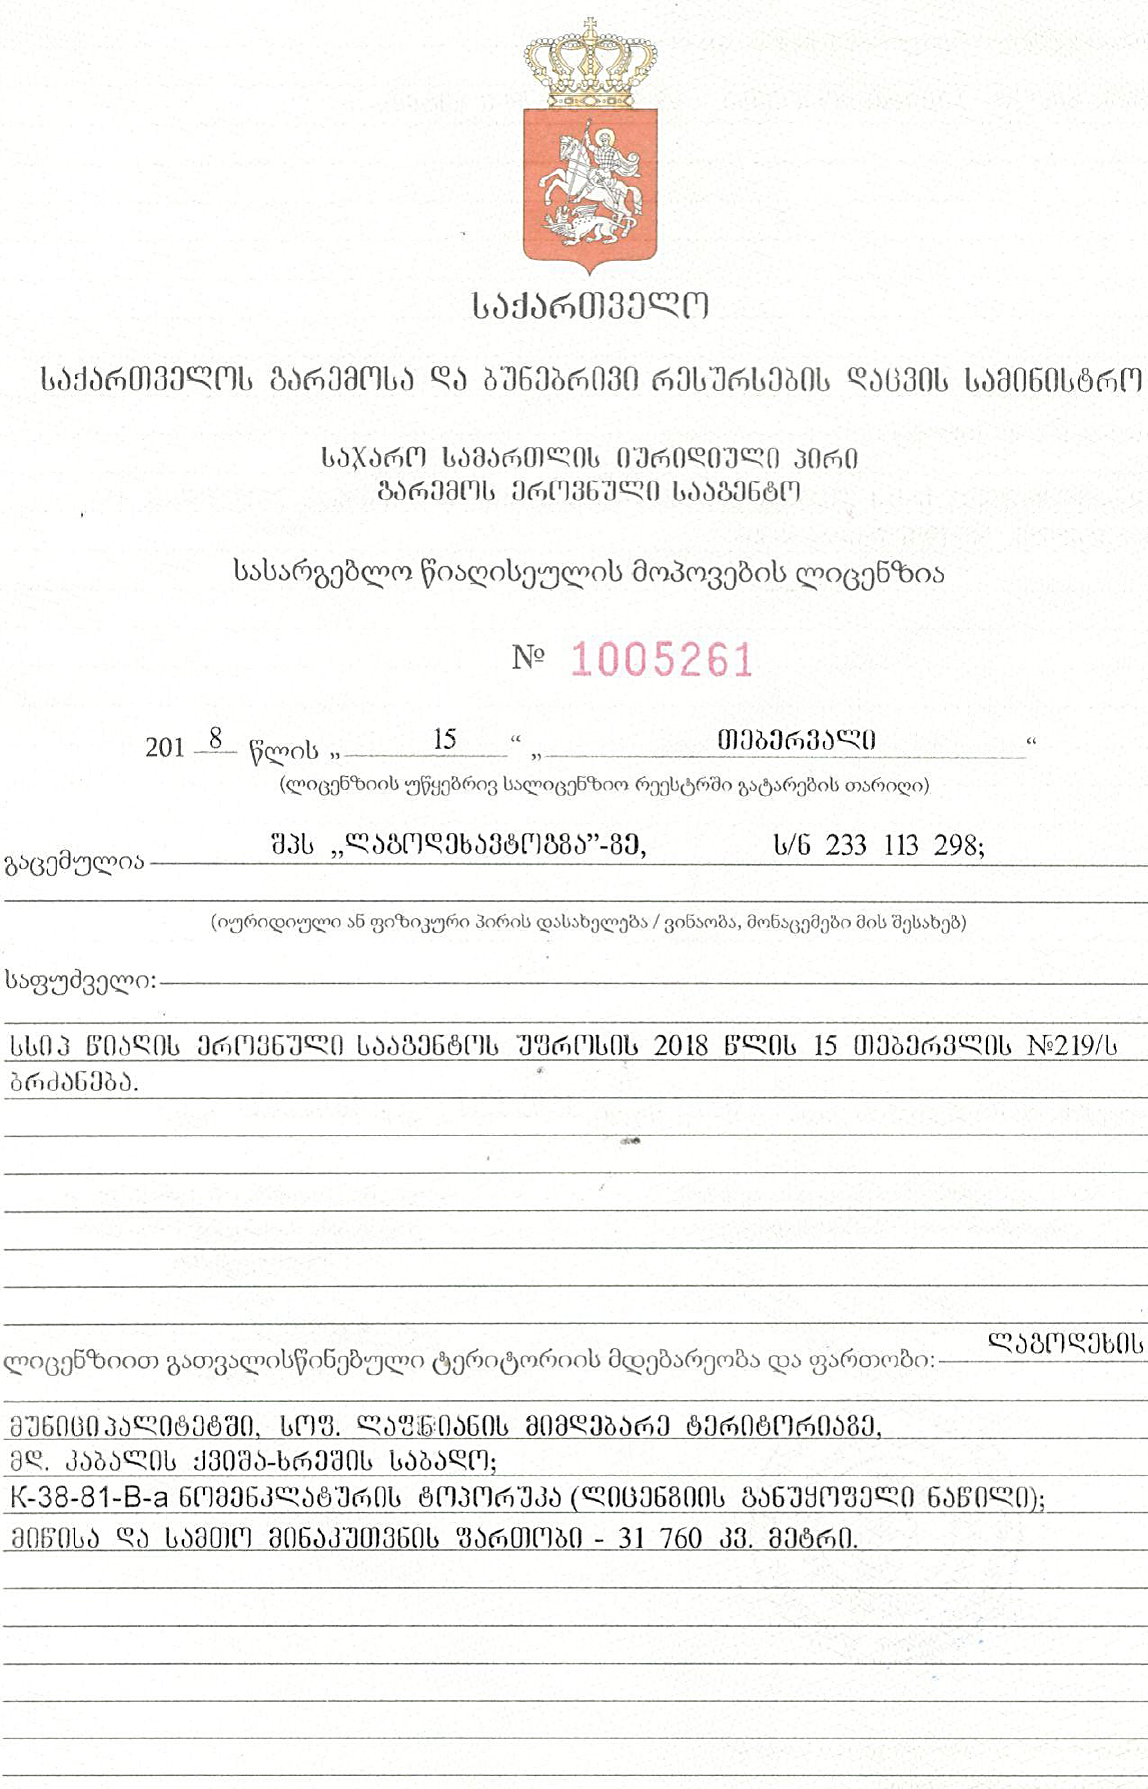 საქართველო
საქართველოს გარემოსა და ბუნებრივი რესურსების დაცვის სამინისტრო
საჯარო სამართლის იურიდიული პირი
გარემოს ეროვნული სააგენტო
სასარგებლო წიაღისეულის მოპოვების ლიცენზია
№ 1005261
201 8 წლის „ 15 “ „ თებერვალი “
(ლიცენზიის უწყებრივ სალიცენზიო რეესტრში გატარების თარიღი)
გაცემულია შპს „ლაგოდეხავტოგზა”-ზე, ს/ნ 233 113 298;
(იურიდიული ან ფიზიკური პირის დასახელება / ვინაობა, მონაცემები მის შესახებ)
საფუძველი:
სსიპ წიაღის ეროვნული სააგენტოს უფროსის 2018 წლის 15 თებერვლის №219/ს
ბრძანება.
ლიცენზიით გათვალისწინებული ტერიტორიის მდებარეობა და ფართობი: ლაგოდეხის
მუნიციპალიტეტში, სოფ. ლაფნიანის მიმდებარე ტერიტორიაზე,
მდ. კაბალის ქვიშა-ხრეშის საბადო;
K-38-81-B-a ნომენკლატურის ტოპორუკა (ლიცენზიის განუყოფელი ნაწილი);
მიწისა და სამთო მინაკუთვნის ფართობი - 31 760 კვ. მეტრი.